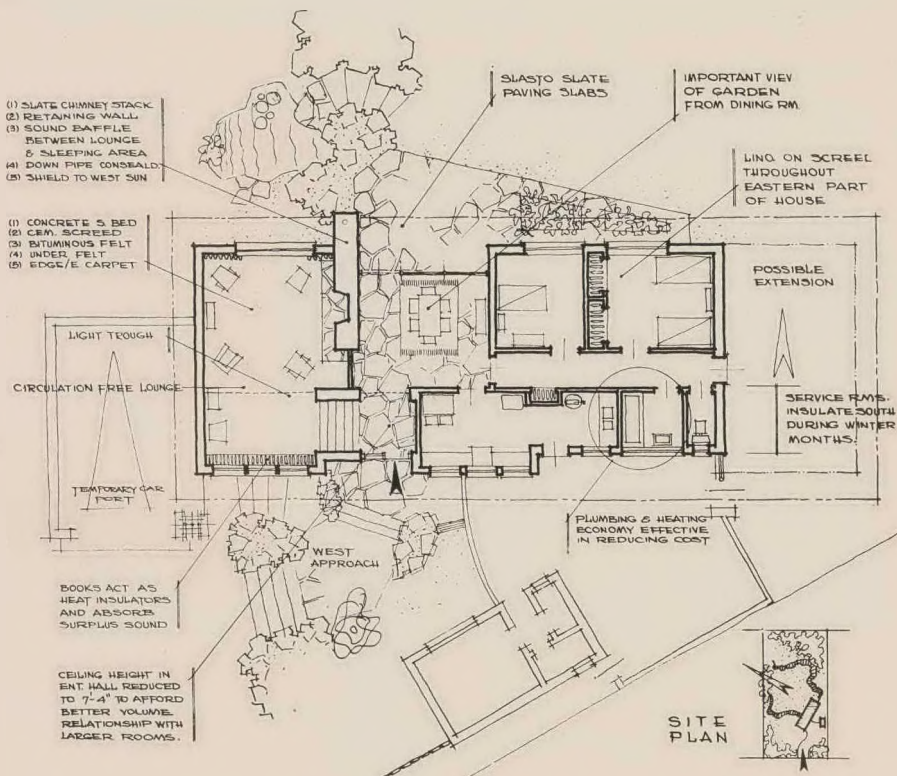 (1) SLATE CHIMNEY STACK
(2) RETAINING WALL
(3) SOUND BAFFLE
BETWEEN LOUNGE
& SLEEPING AREA
(4) DOWN PIPE CONSEALD
(5) SHIELD TO WEST SUN
(1) CONCRETE S. BED
(2) CEM. SCREED
(3) BITUMINOUS FELT
(4) UNDER FELT
(5) EDGE/E CARPET
LIGHT TROUGH
CIRCULATION FREE LOUNGE
TEMPORARY CAR
PORT
BOOKS ACT AS
HEAT INSULATORS
AND ABSORB
SURPLUS SOUND
CEILING HEIGHT IN
ENT. HALL REDUCED
TO 7'-4" TO AFFORD
BETTER VOLUME
RELATIONSHIP WITH
LARGER ROOMS.
WEST
APPROACH
SLASTO SLATE
PAVING SLABS
IMPORTANT VIEW
OF GARDEN
FROM DINING RM.
LINO. ON SCREEL
THROUGHOUT
EASTERN PART
OF HOUSE
POSSIBLE
EXTENSION
SERVICE RMS.
INSULATE SOUTH
DURING WINTER
MONTHS.
PLUMBING & HEATING
ECONOMY EFFECTIVE
IN REDUCING COST
SITE
PLAN